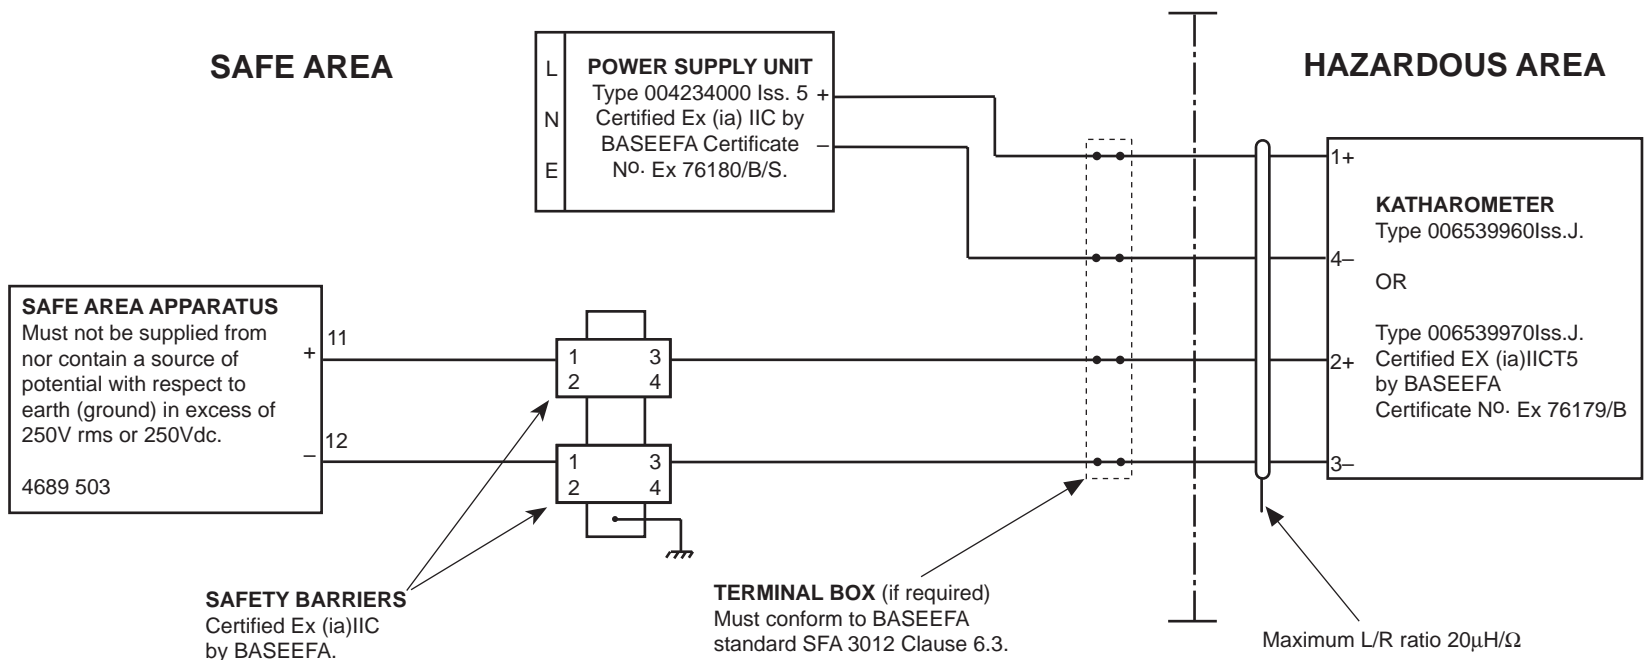 SAFE AREA
HAZARDOUS AREA
L
N
E
POWER SUPPLY UNIT
Type 004234000 Iss. 5
Certified Ex (ia) IIC by
BASEEFA Certificate
Nº. Ex 76180/B/S.
+
–
1+
4–
2+
3–
KATHAROMETER
Type 006539960Iss.J.
OR
Type 006539970Iss.J.
Certified EX (ia)IICT5
by BASEEFA
Certificate Nº. Ex 76179/B
SAFE AREA APPARATUS
Must not be supplied from
nor contain a source of
potential with respect to
earth (ground) in excess of
250V rms or 250Vdc.
4689 503
+
11
–
12
1 3
2 4
1 3
2 4
SAFETY BARRIERS
Certified Ex (ia)IIC
by BASEEFA.
TERMINAL BOX (if required)
Must conform to BASEEFA
standard SFA 3012 Clause 6.3.
Maximum L/R ratio 20µH/Ω